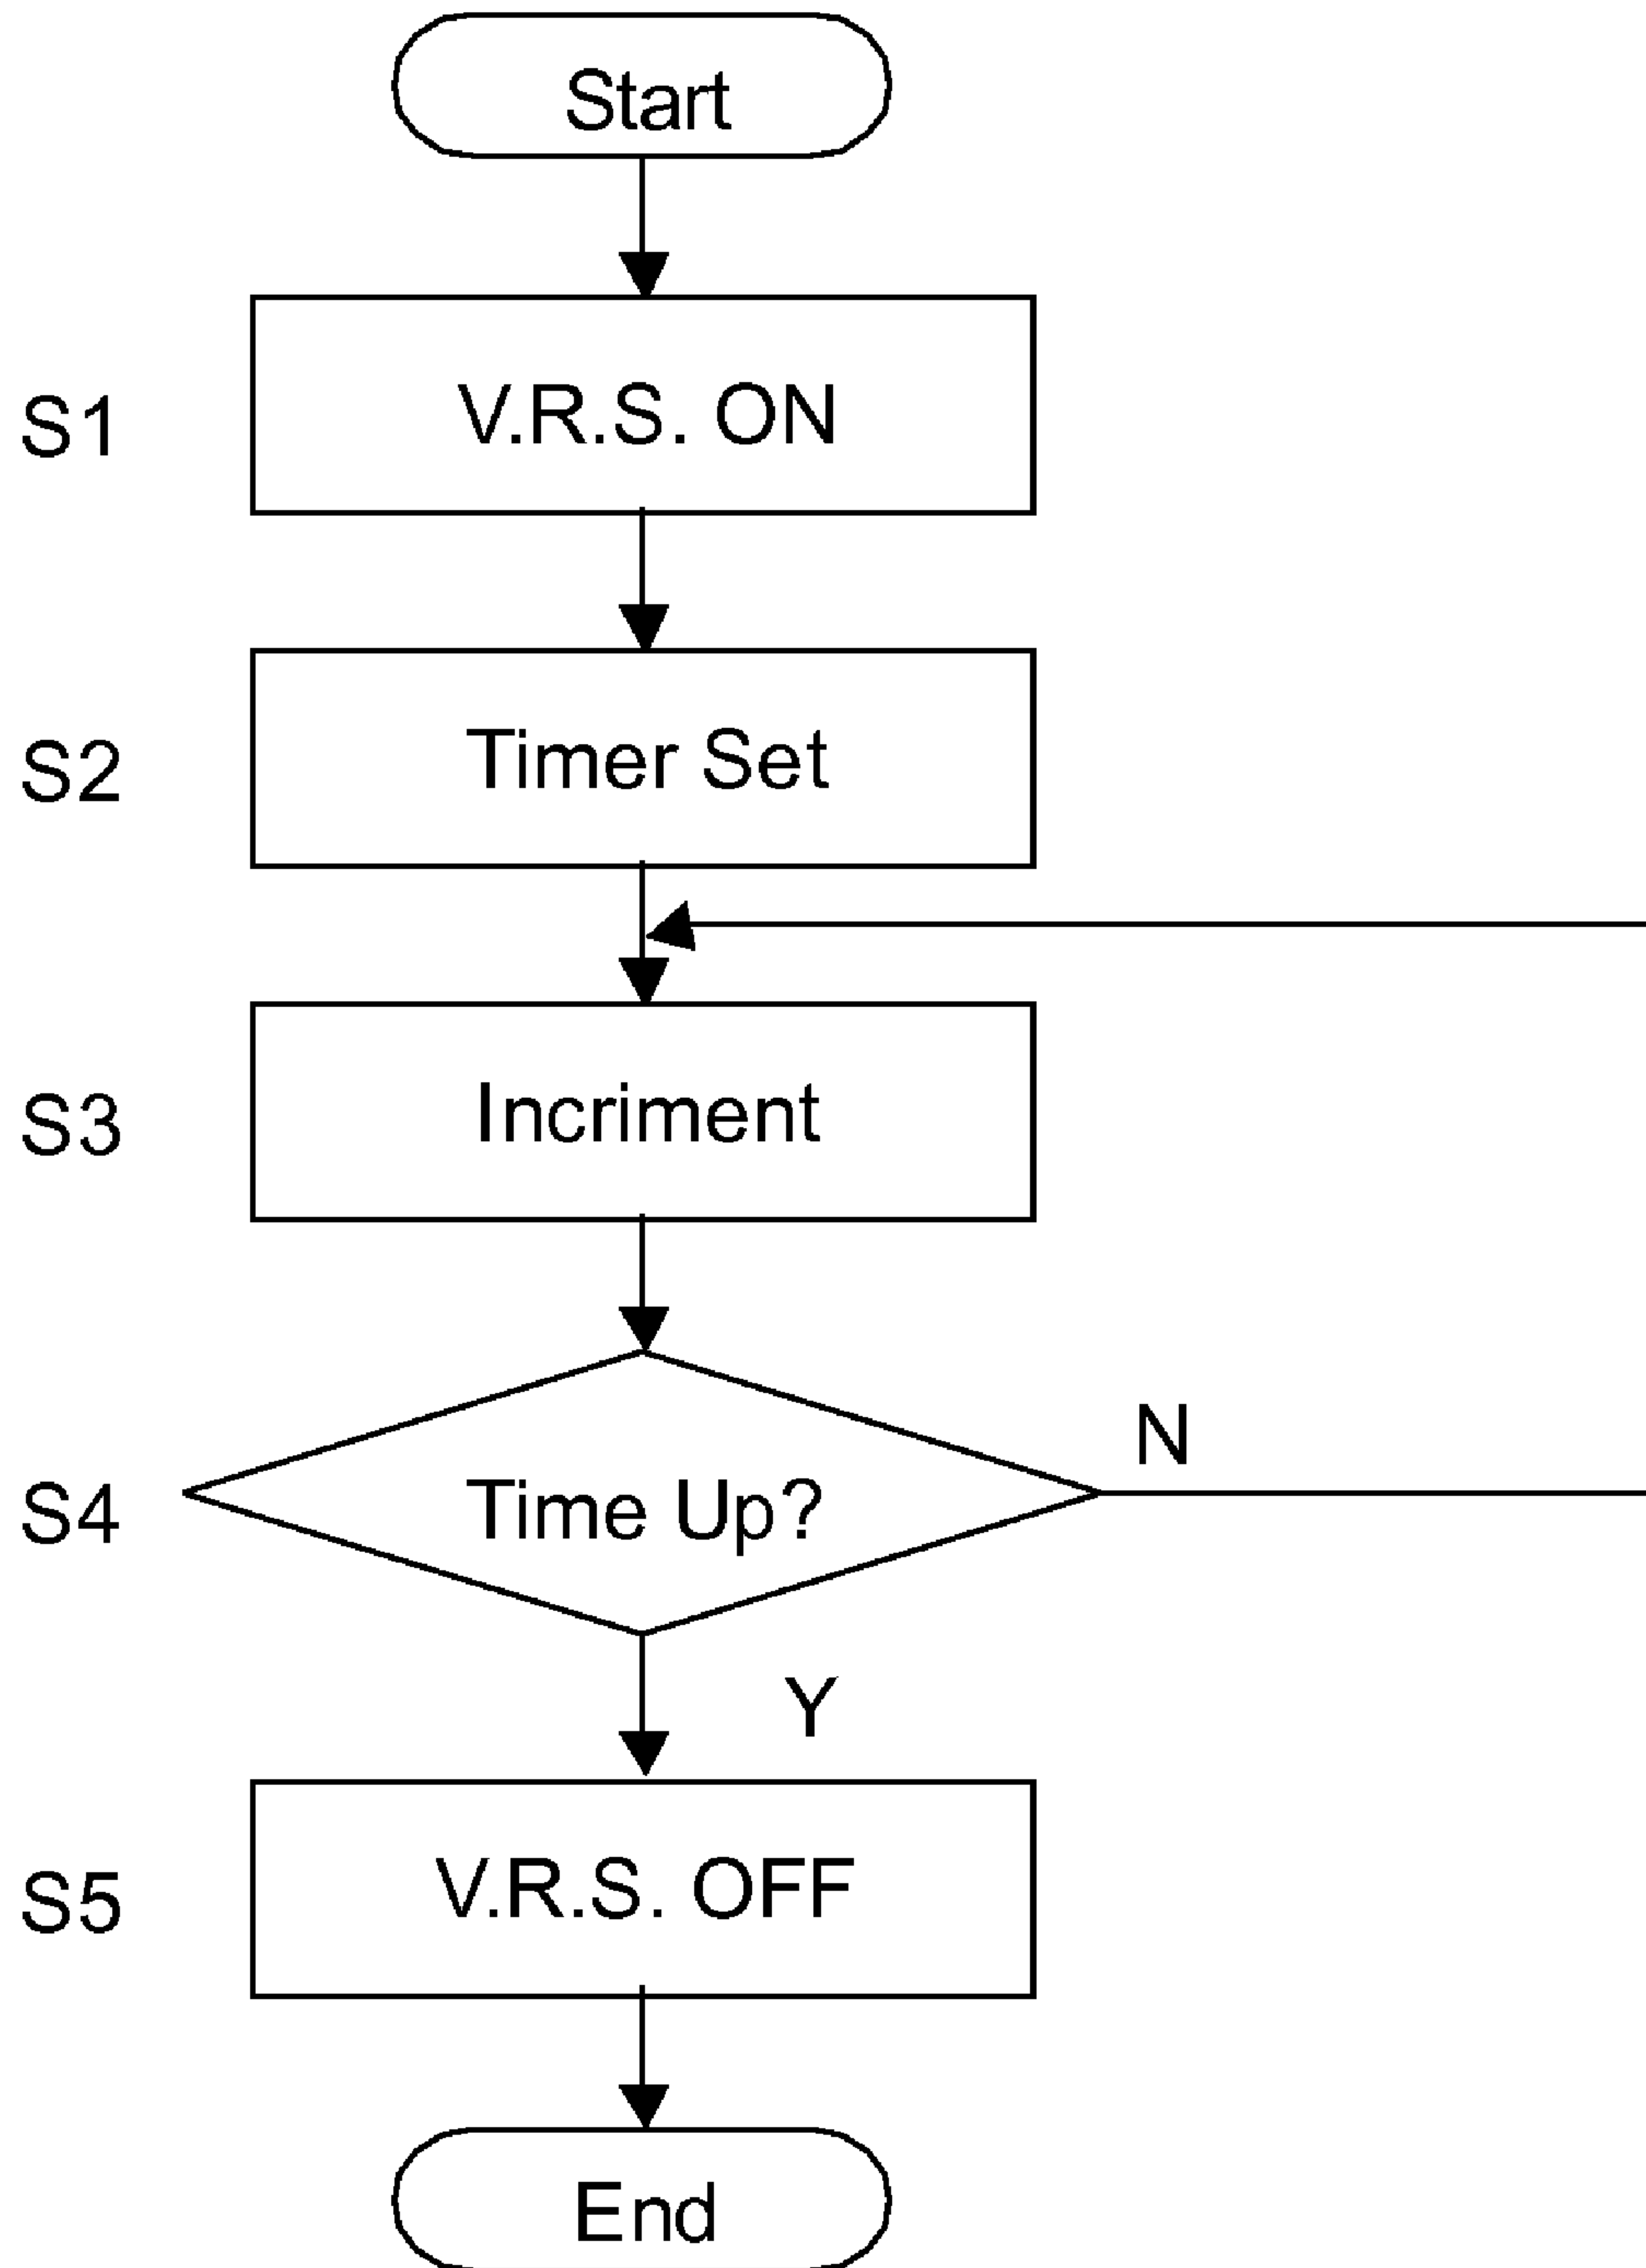 Start
S1
V.R.S. ON
S2
Timer Set
S3
Incriment
S4
Time Up?
N
Y
S5
V.R.S. OFF
End